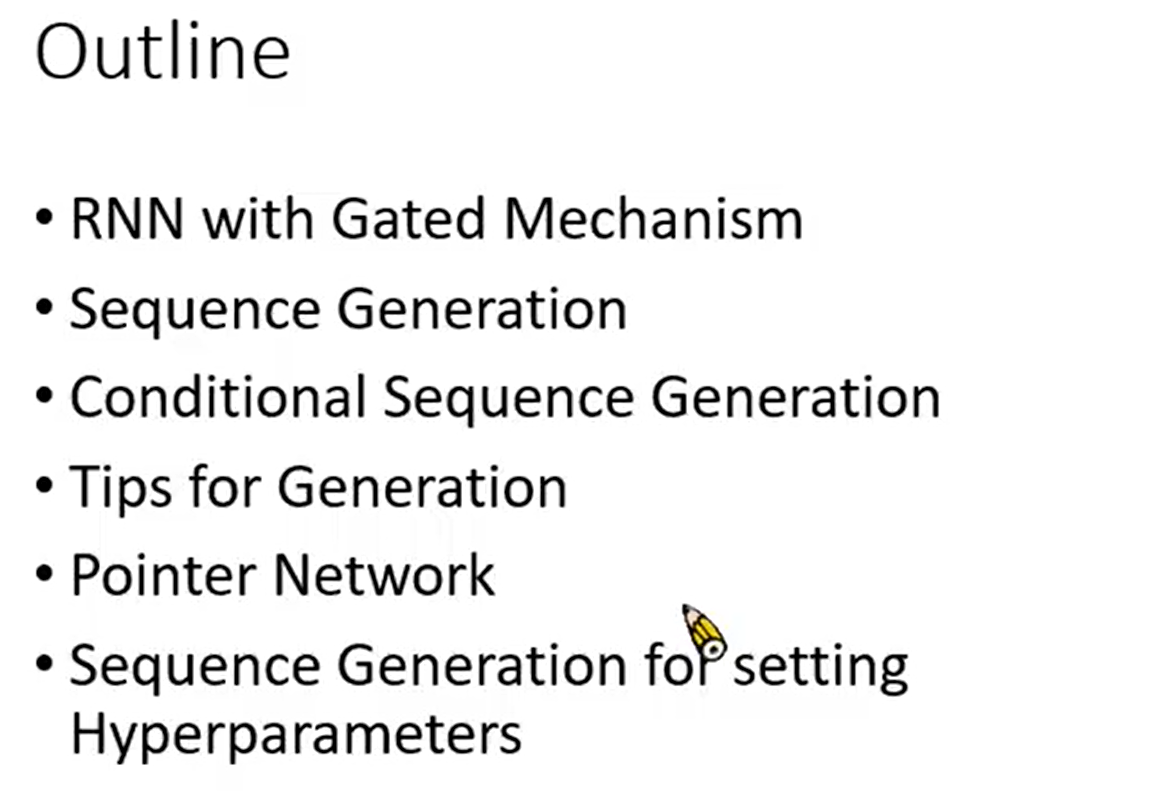 Outline
• RNN with Gated Mechanism
• Sequence Generation
• Conditional Sequence Generation
• Tips for Generation
• Pointer Network
• Sequence Generation for setting
Hyperparameters